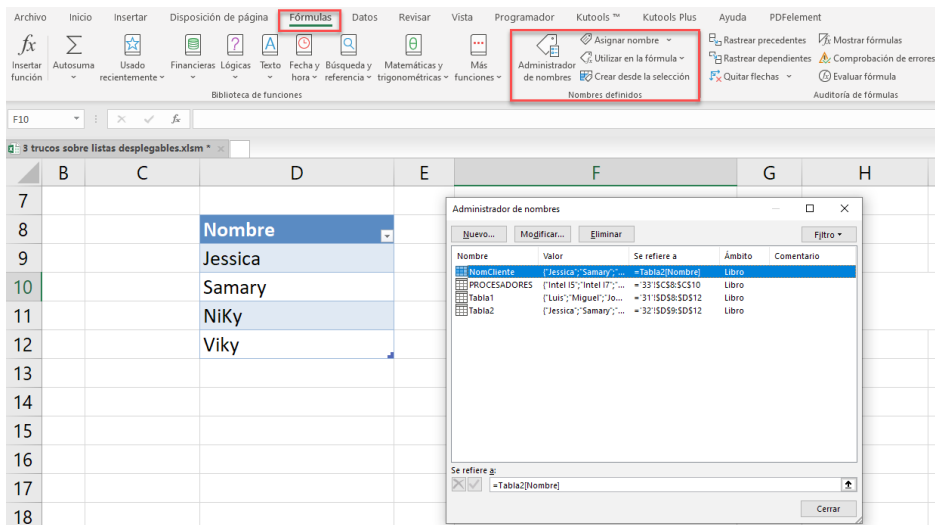 Archivo Inicio Insertar Disposición de página Fórmulas Datos Revisar Vista Programador Kutools ™ Kutools Plus Ayuda PDFelement
Insertar función
Autosuma
Usado recientemente
Financieras
Lógicas
Texto
Fecha y hora
Búsqueda y referencia
Matemáticas y trigonométricas
Más funciones
Biblioteca de funciones
Administrador de nombres
Asignar nombre
Utilizar en la fórmula
Crear desde la selección
Nombres definidos
Rastrear precedentes
Rastrear dependientes
Quitar flechas
Mostrar fórmulas
Comprobación de errores
Evaluar fórmula
Auditoría de fórmulas
F10 fx
3 trucos sobre listas desplegables.xlsm *
B C D E F G H
7
8 Nombre
9 Jessica
10 Samary
11 NiKy
12 Viky
13
14
15
16
17
18
Administrador de nombres
Nuevo... Modificar... Eliminar Filtro
Nombre Valor Se refiere a Ámbito Comentario
NomCliente {"Jessica";"Samary";"... =Tabla2[Nombre] Libro
PROCESADORES {"Intel I5";"Intel I7";"... ='33'!$C$8:$C$10 Libro
Tabla1 {"Luis";"Miguel";"Jo... ='31'!$D$8:$D$12 Libro
Tabla2 {"Jessica";"Samary";"... ='32'!$D$9:$D$12 Libro
Se refiere a:
=Tabla2[Nombre]
Cerrar